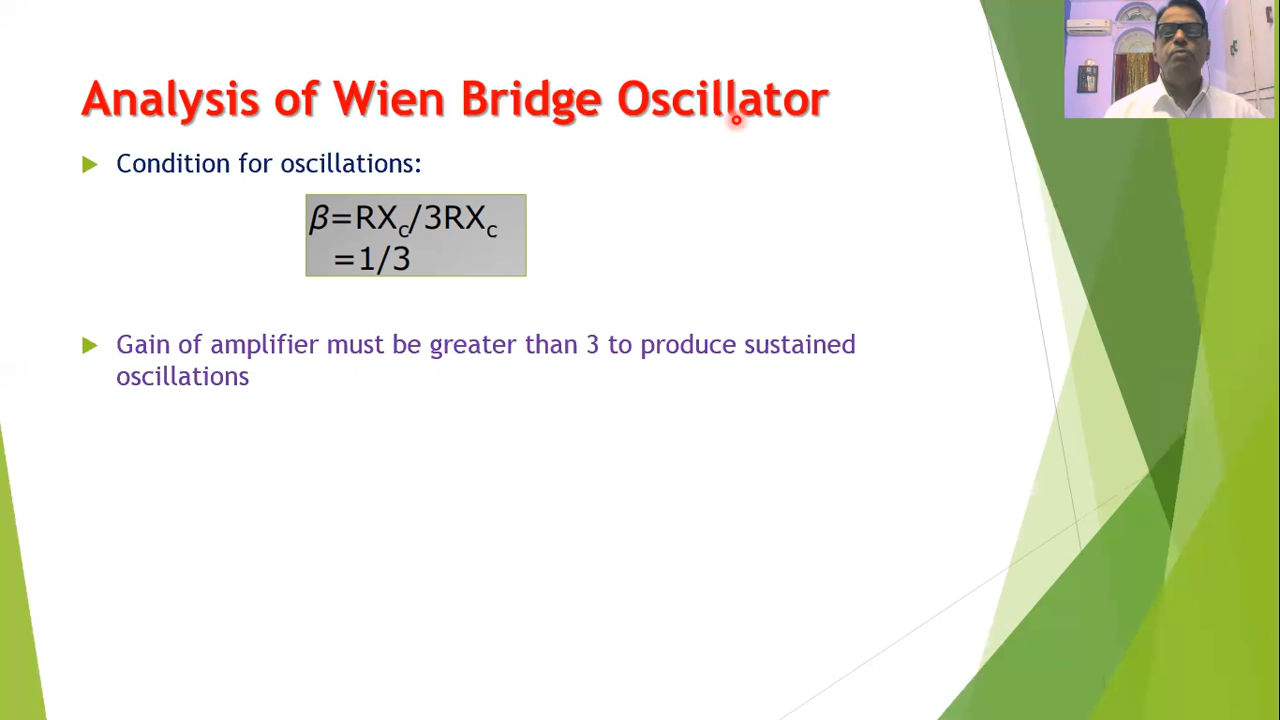 Analysis of Wien Bridge Oscillator
Condition for oscillations:
β=RXc/3RXc
=1/3
Gain of amplifier must be greater than 3 to produce sustained
oscillations